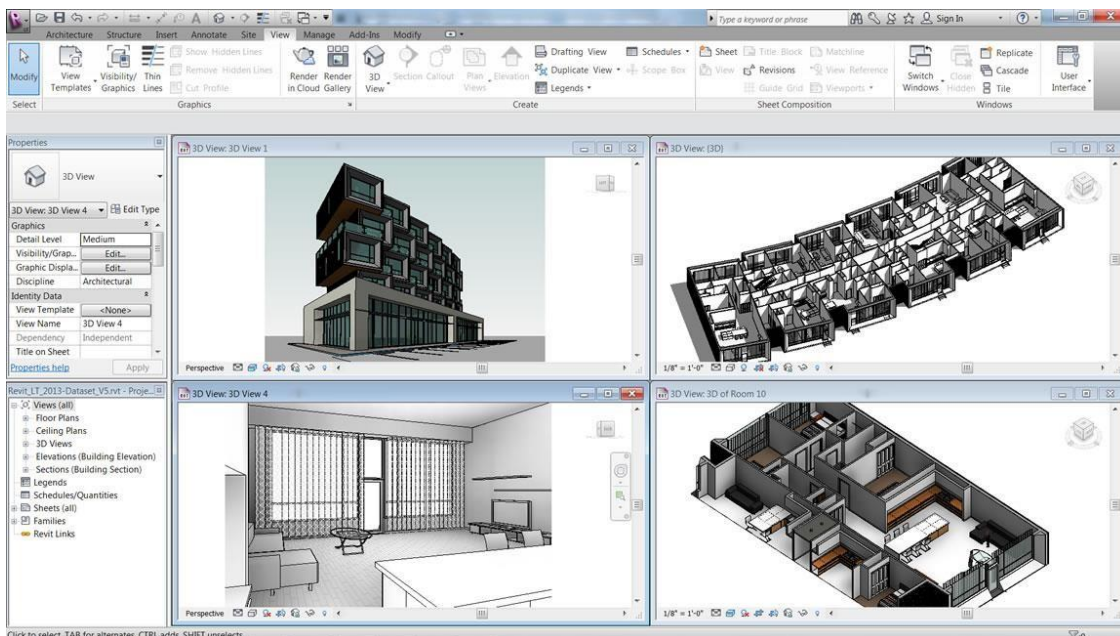 Type a keyword or phrase
Sign In
Architecture Structure Insert Annotate Site View Manage Add-Ins Modify
Modify
View Templates
Visibility/ Graphics
Thin Lines
Show Hidden Lines
Remove Hidden Lines
Cut Profile
Render in Cloud
Render Gallery
3D View
Section
Callout
Plan Views
Elevation
Drafting View
Duplicate View
Legends
Schedules
Scope Box
Sheet
View
Title Block
Revisions
Guide Grid
Matchline
View Reference
Viewports
Switch Windows
Close Hidden
Replicate
Cascade
Tile
User Interface
Select Graphics Create Sheet Composition Windows
Properties
3D View
3D View: 3D View 4 Edit Type
Graphics
Detail Level Medium
Visibility/Grap... Edit...
Graphic Displa... Edit...
Discipline Architectural
Identity Data
View Template <None>
View Name 3D View 4
Dependency Independent
Title on Sheet
Properties help Apply
Revit_LT_2013-Dataset_V5.rvt - Proje...
Views (all)
Floor Plans
Ceiling Plans
3D Views
Elevations (Building Elevation)
Sections (Building Section)
Legends
Schedules/Quantities
Sheets (all)
Families
Revit Links
3D View: 3D View 1
Perspective
3D View: {3D}
1/8" = 1'-0"
3D View: 3D View 4
Perspective
3D View: 3D of Room 10
1/8" = 1'-0"
Click to select, TAB for alternates, CTRL adds, SHIFT unselects.